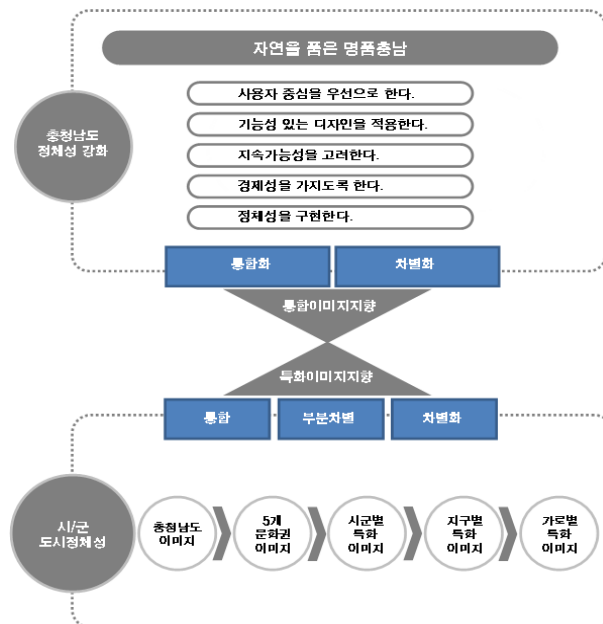 자연을 품은 명품충남
사용자 중심을 우선으로 한다.
기능성 있는 디자인을 적용한다.
지속가능성을 고려한다.
경제성을 가지도록 한다.
정체성을 구현한다.
충청남도
정체성 강화
통합화
차별화
통합이미지지향
특화이미지지향
통합
부분차별
차별화
시/군
도시정체성
충청남도
이미지
5개
문화권
이미지
시군별
특화
이미지
지구별
특화
이미지
가로별
특화
이미지